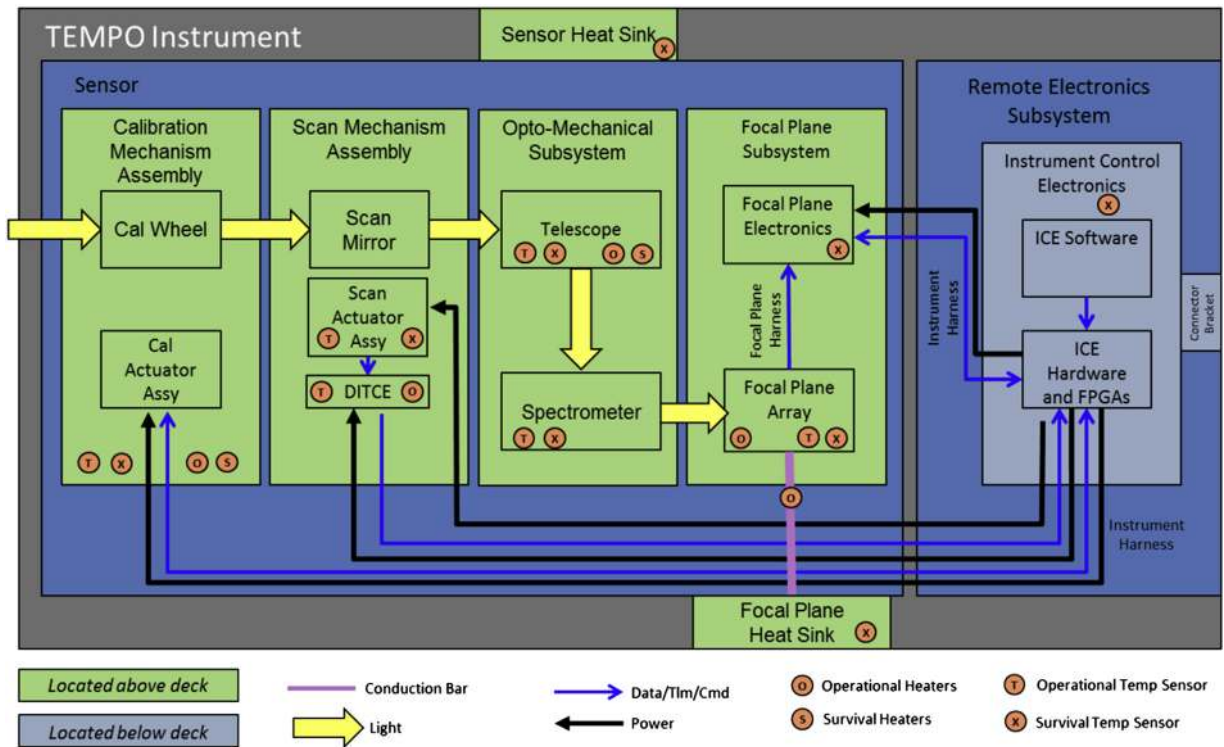 TEMPO Instrument
Sensor Heat Sink
X
Sensor
Remote Electronics
Subsystem
Calibration
Mechanism
Assembly
Scan Mechanism
Assembly
Opto-Mechanical
Subsystem
Focal Plane
Subsystem
Instrument Control
Electronics
X
Cal Wheel
Scan
Mirror
Telescope
T X O S
Focal Plane
Electronics
X
ICE Software
Connector
Bracket
Scan
Actuator
Assy
T X
Focal Plane
Harness
Instrument
Harness
Cal
Actuator
Assy
T DITCE O
Spectrometer
T X
Focal Plane
Array
O T X
ICE
Hardware
and FPGAs
T X O S
O
Instrument
Harness
Focal Plane
Heat Sink
X
Located above deck
Conduction Bar
Data/Tlm/Cmd
O Operational Heaters
T Operational Temp Sensor
Located below deck
Light
Power
S Survival Heaters
X Survival Temp Sensor